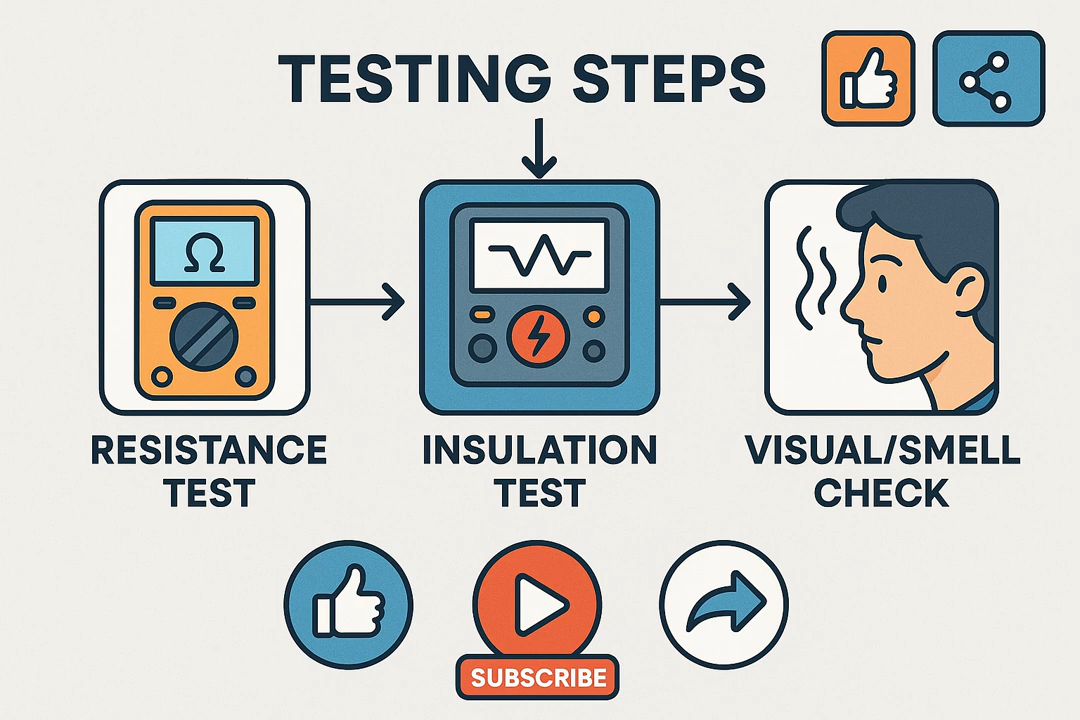 TESTING STEPS
Ω
RESISTANCE
TEST
INSULATION
TEST
VISUAL/SMELL
CHECK
SUBSCRIBE